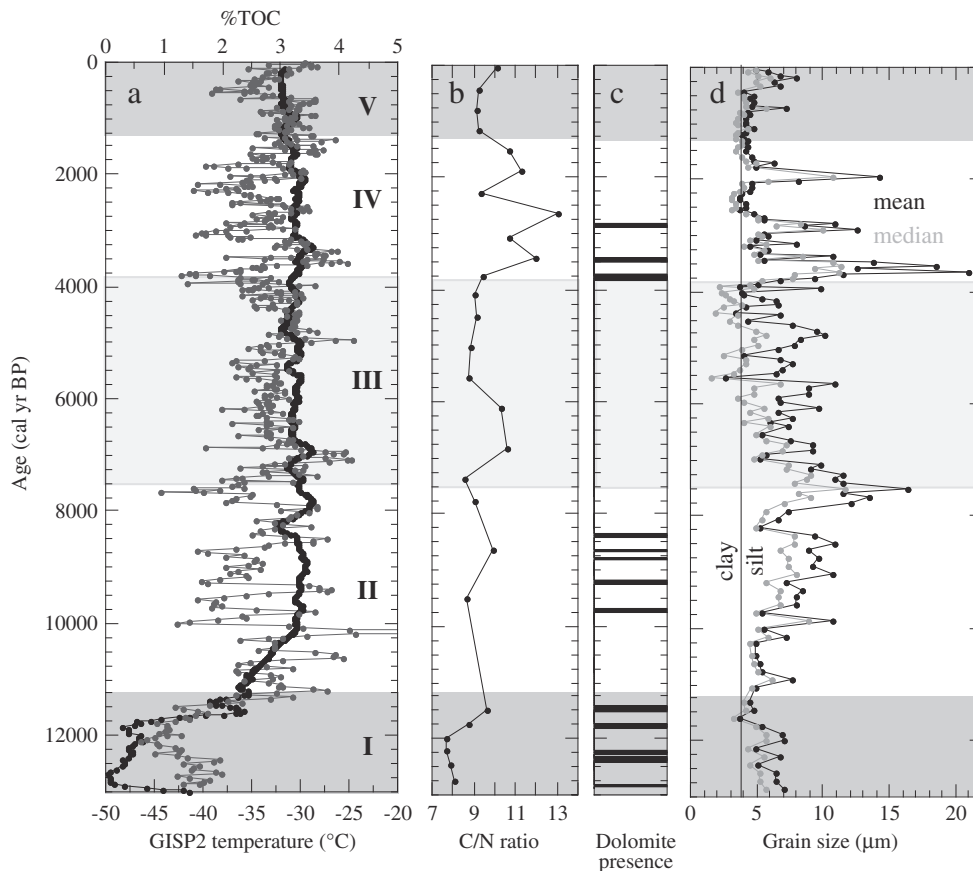 %TOC
0 1 2 3 4 5
a b c d
0
2000
4000
6000
8000
10000
12000
Age (cal yr BP)
V
IV
III
II
I
mean
median
clay
silt
-50 -45 -40 -35 -30 -25 -20
GISP2 temperature (°C)
7 9 11 13
C/N ratio
Dolomite
presence
0 5 10 15 20
Grain size (μm)